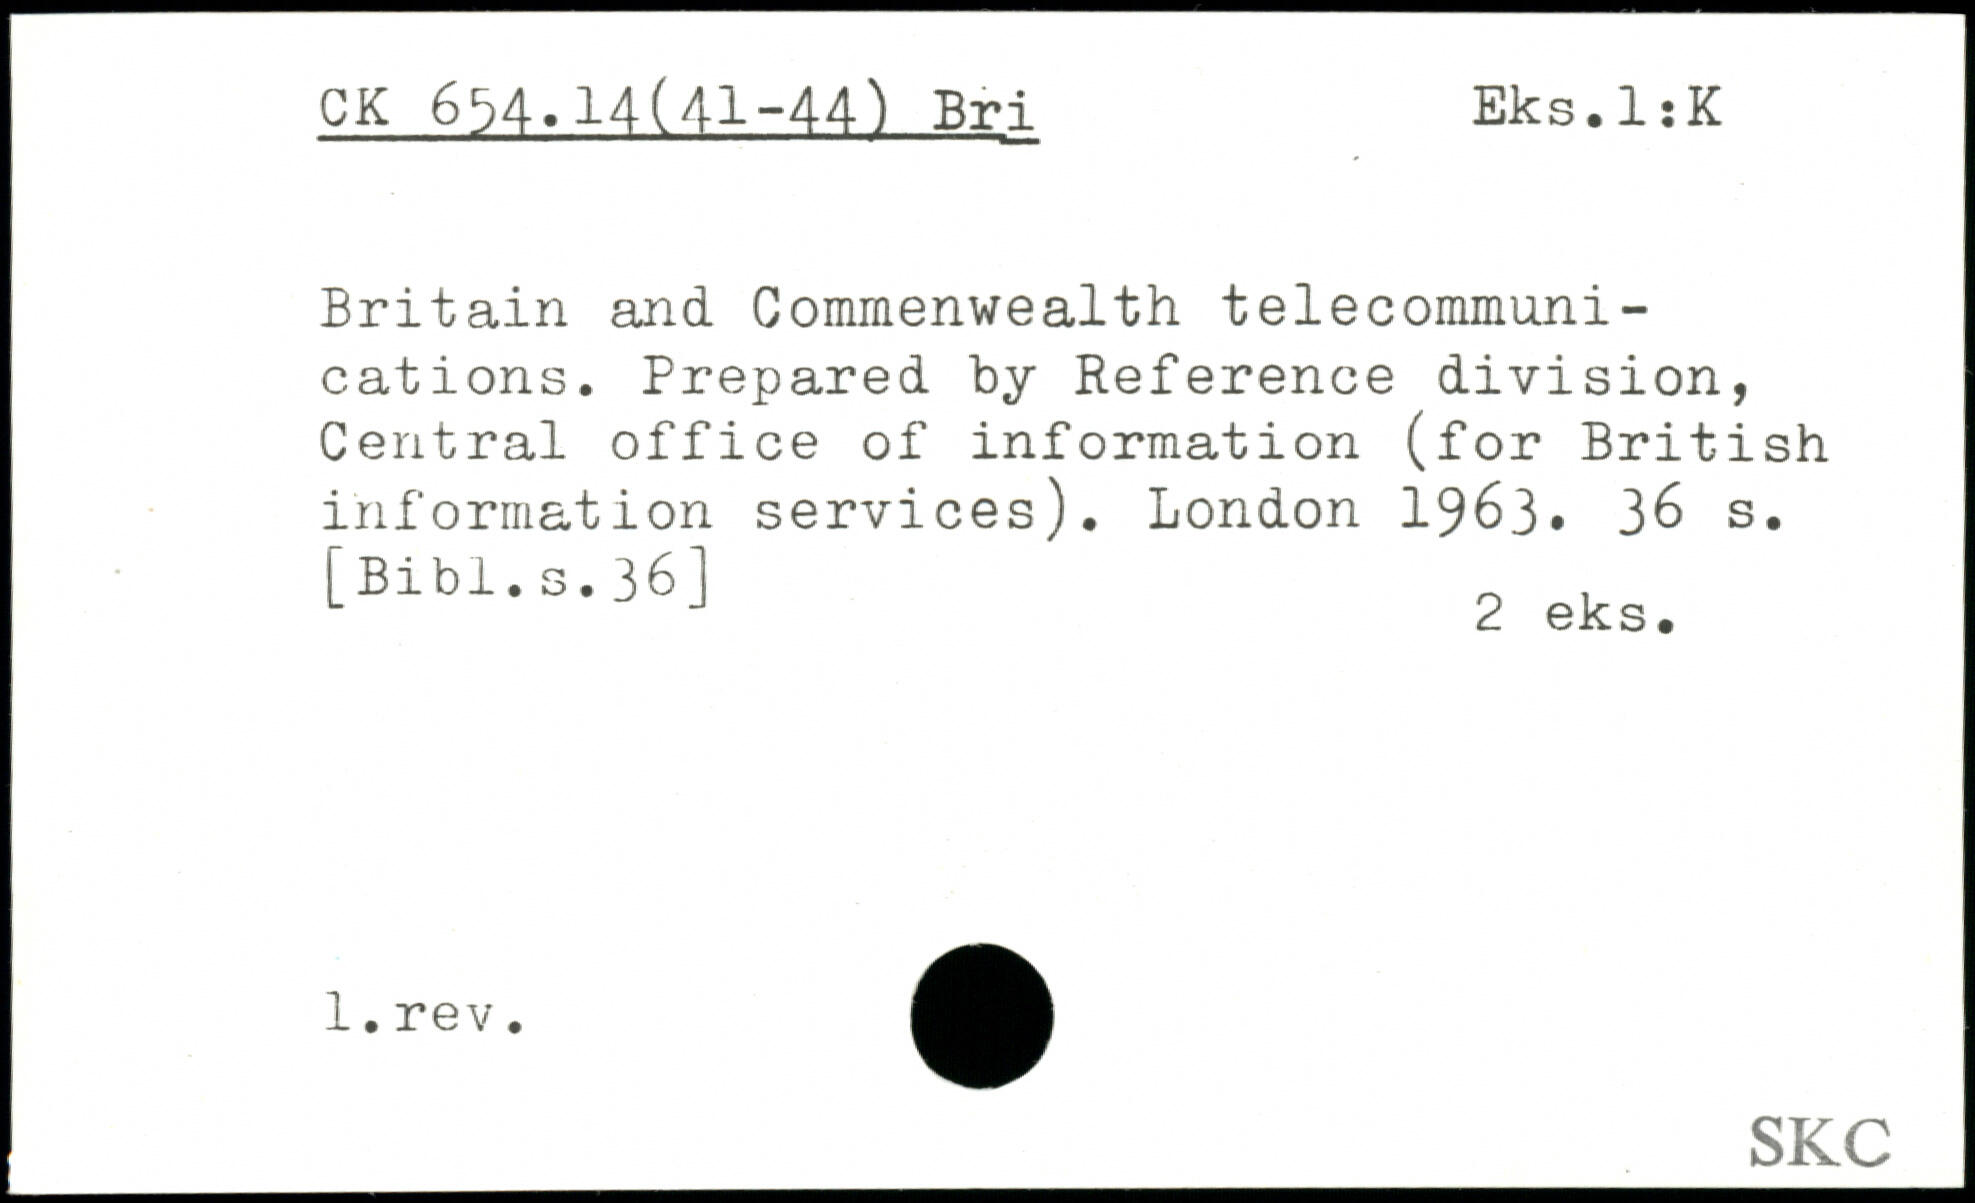 CK 654.14(41-44) Bri
Eks.1:K
Britain and Commenwealth telecommuni-
cations. Prepared by Reference division,
Central office of information (for British
information services). London 1963. 36 s.
[Bibl.s.36]
2 eks.
1.rev.
SKC